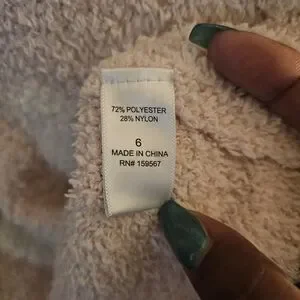 72% POLYESTER
28% NYLON
6
MADE IN CHINA
RN# 159567